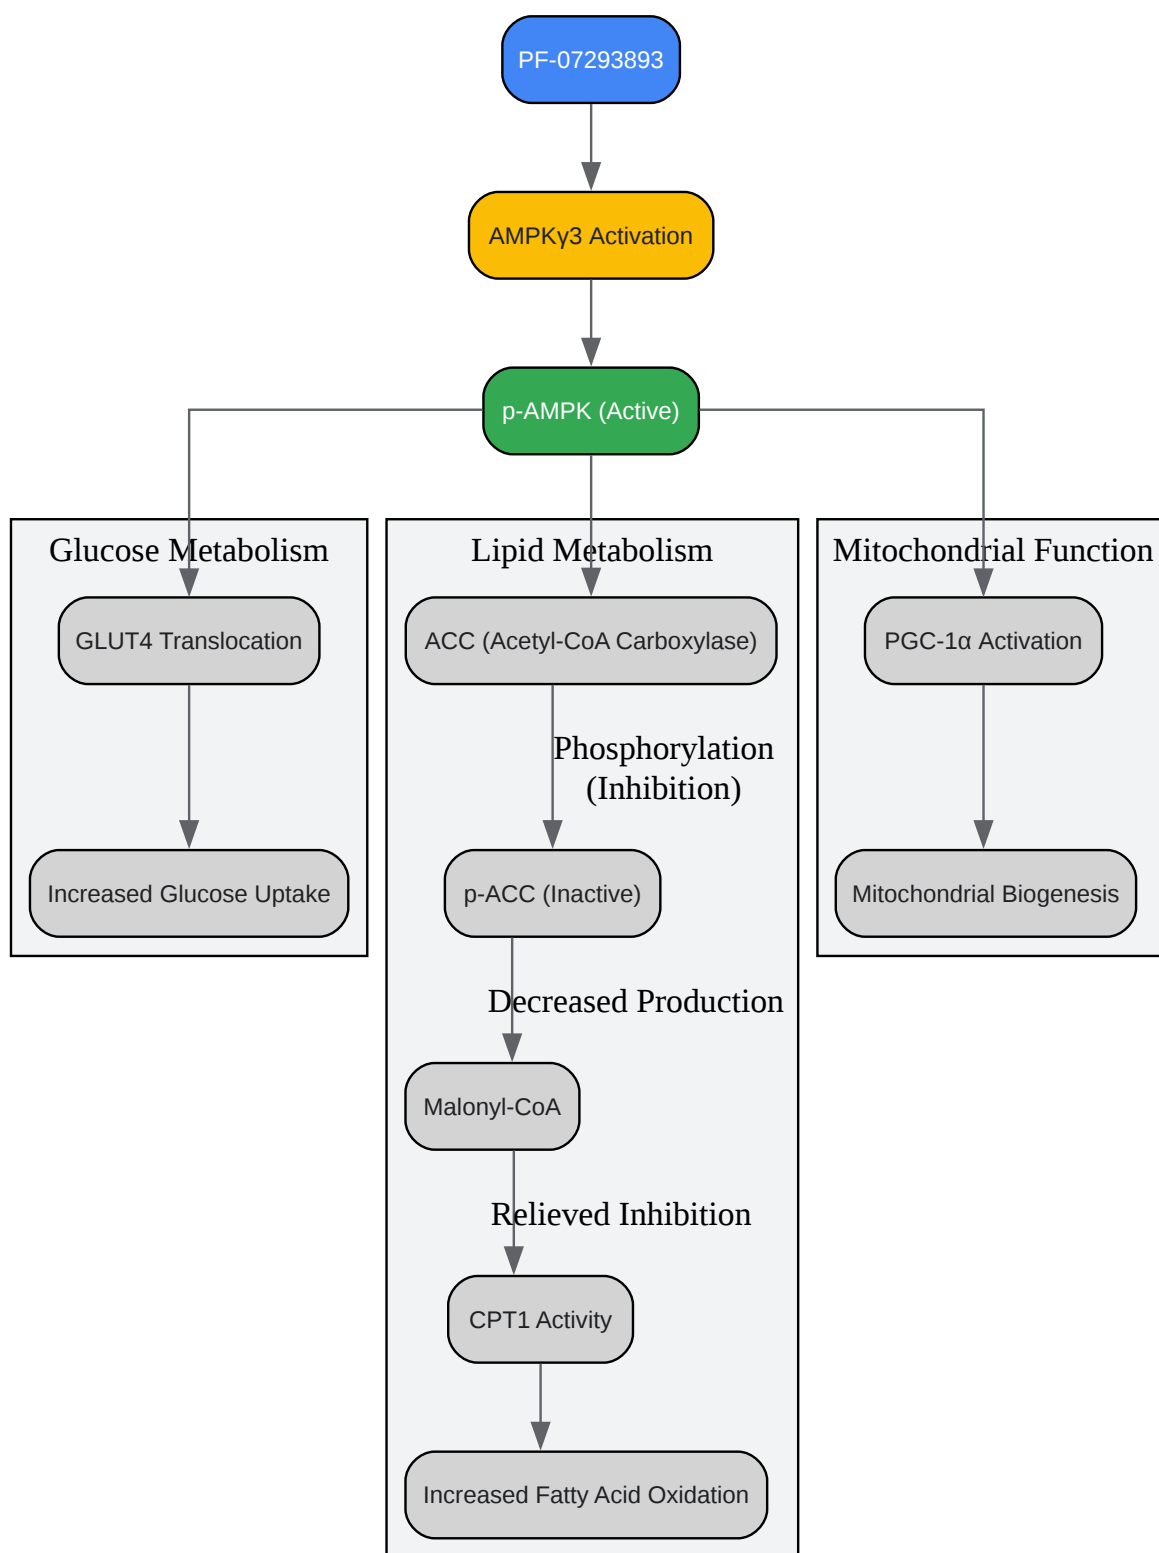 PF-07293893
AMPKγ3 Activation
p-AMPK (Active)
Glucose Metabolism
GLUT4 Translocation
Increased Glucose Uptake
Lipid Metabolism
ACC (Acetyl-CoA Carboxylase)
Phosphorylation
(Inhibition)
p-ACC (Inactive)
Decreased Production
Malonyl-CoA
Relieved Inhibition
CPT1 Activity
Increased Fatty Acid Oxidation
Mitochondrial Function
PGC-1α Activation
Mitochondrial Biogenesis